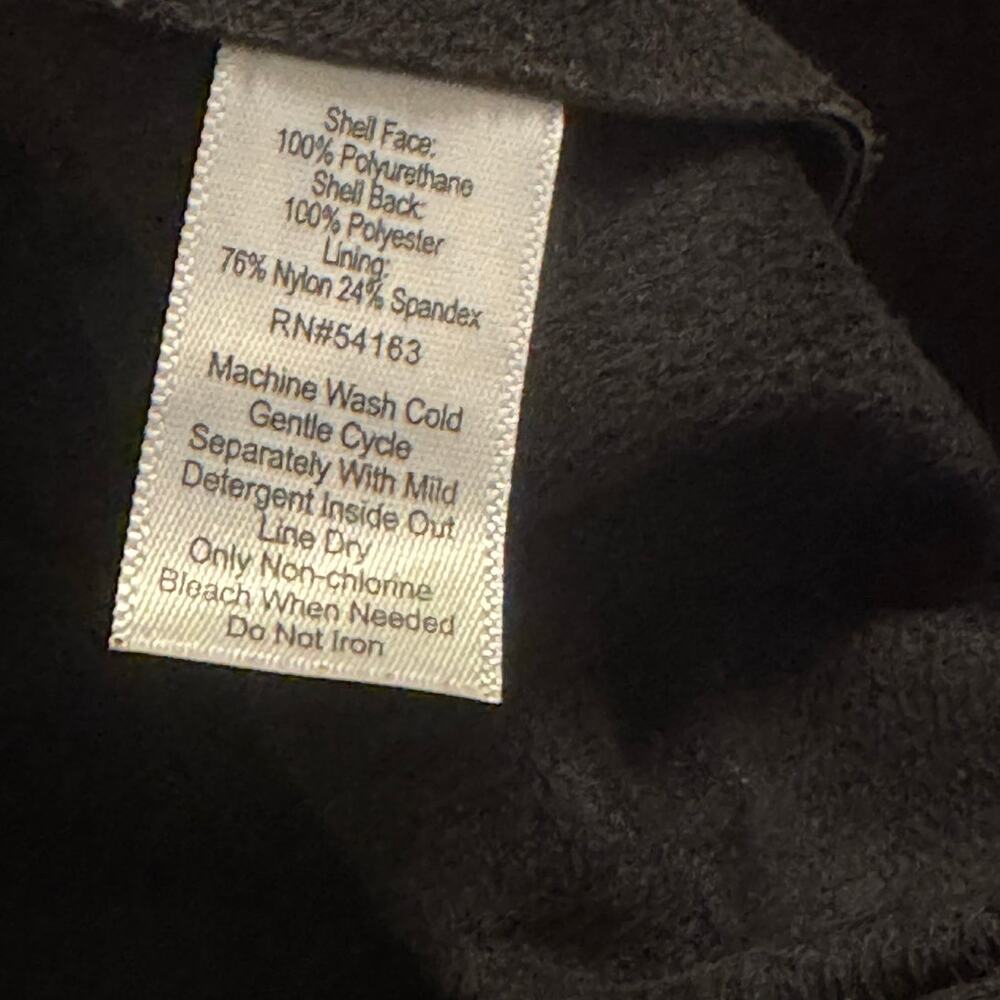 Shell Face:
100% Polyurethane
Shell Back:
100% Polyester
Lining:
76% Nylon 24% Spandex
RN#54163
Machine Wash Cold
Gentle Cycle
Separately With Mild
Detergent Inside Out
Line Dry
Only Non-chlorine
Bleach When Needed
Do Not Iron